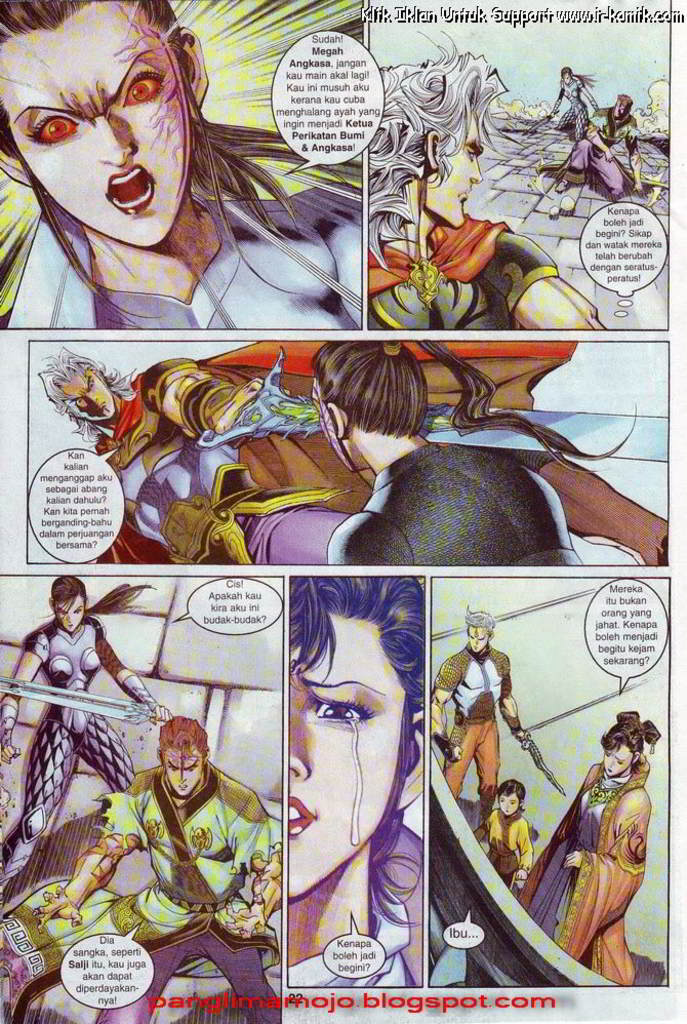 Klik Iklan Untuk Support www.ir-komik.com
Sudah!
Megah
Angkasa, jangan
kau main akal lagi!
Kau ini musuh aku
kerana kau cuba
menghalang ayah yang
ingin menjadi Ketua
Perikatan Bumi
& Angkasa!
Kenapa
boleh jadi
begini? Sikap
dan watak mereka
telah berubah
dengan seratus-
peratus!
Kan
kalian
menganggap aku
sebagai abang
kalian dahulu?
Kan kita pernah
berganding-bahu
dalam perjuangan
bersama?
Cis!
Apakah kau
kira aku ini
budak-budak?
Dia
sangka, seperti
Salji itu, kau juga
akan dapat
diperdayakan-
nya!
Kenapa
boleh jadi
begini?
Mereka
itu bukan
orang yang
jahat. Kenapa
boleh menjadi
begitu kejam
sekarang?
Ibu...
22
panglimamojo.blogspot.com